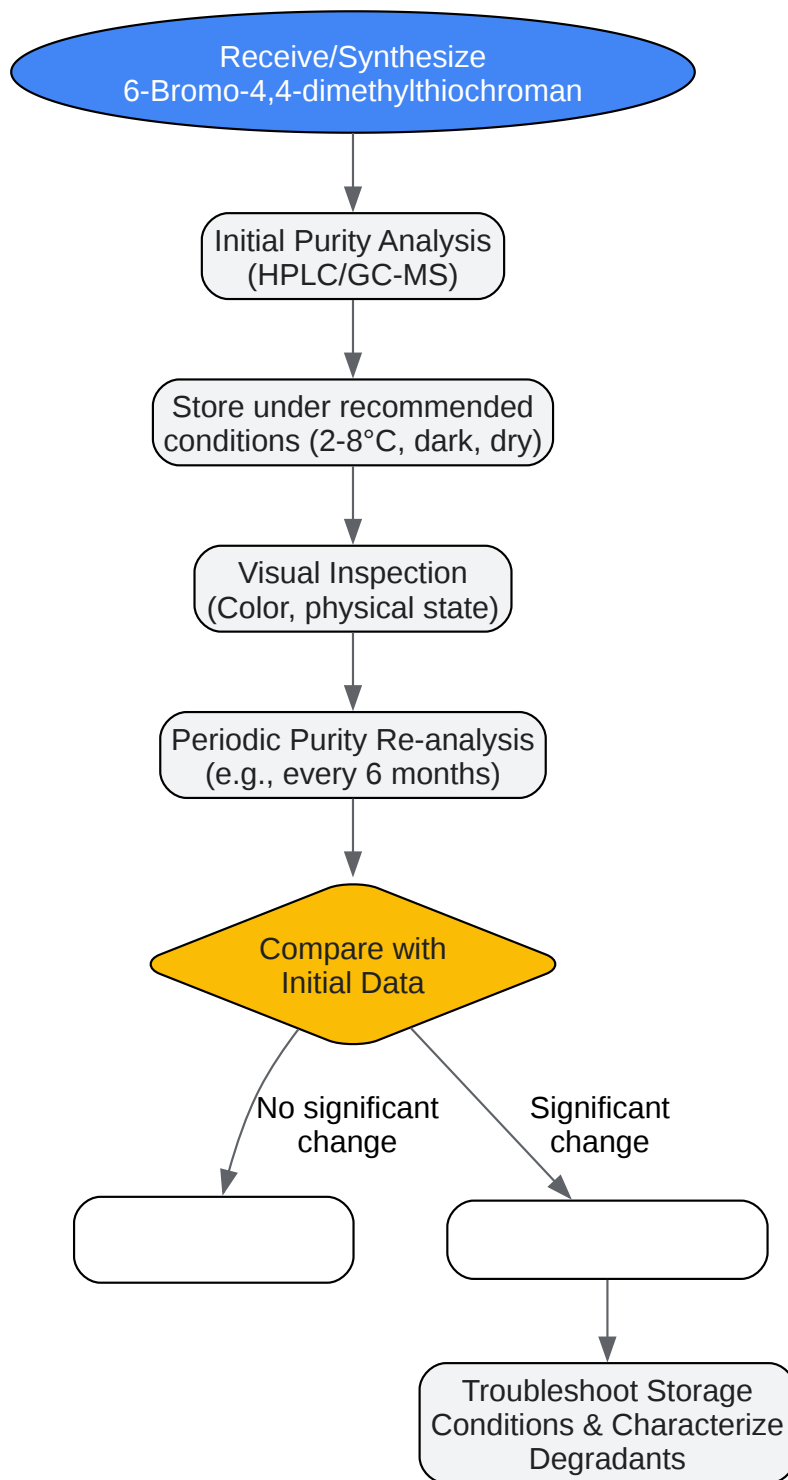 Receive/Synthesize
6-Bromo-4,4-dimethylthiochroman
Initial Purity Analysis
(HPLC/GC-MS)
Store under recommended
conditions (2-8°C, dark, dry)
Visual Inspection
(Color, physical state)
Periodic Purity Re-analysis
(e.g., every 6 months)
Compare with
Initial Data
No significant
change
Significant
change
Troubleshoot Storage
Conditions & Characterize
Degradants